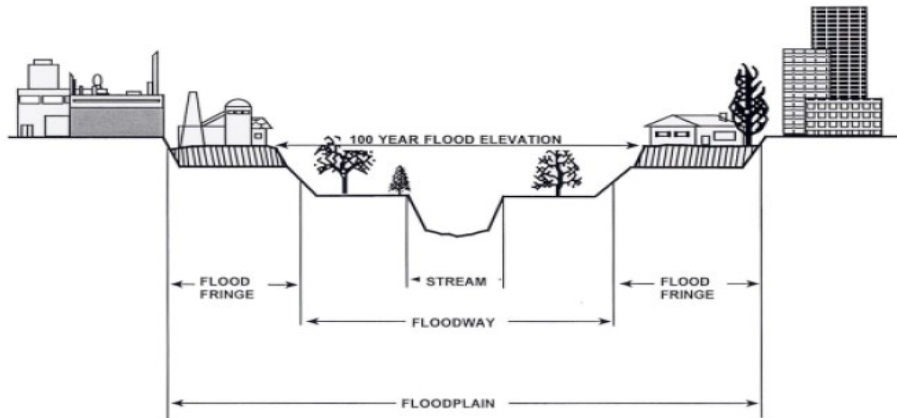 100 YEAR FLOOD ELEVATION
FLOOD
FRINGE
STREAM
FLOOD
FRINGE
FLOODWAY
FLOODPLAIN